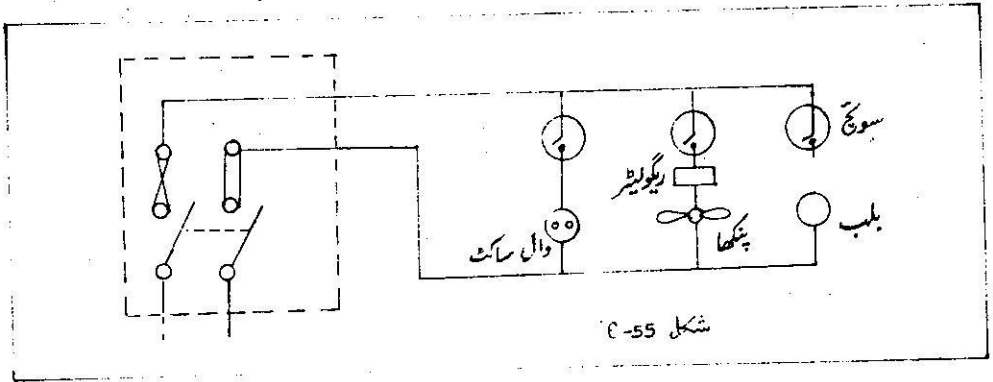 سوئچ
ریگولیٹر
پنکھا
بلب
وال ساکٹ
شکل 55-C